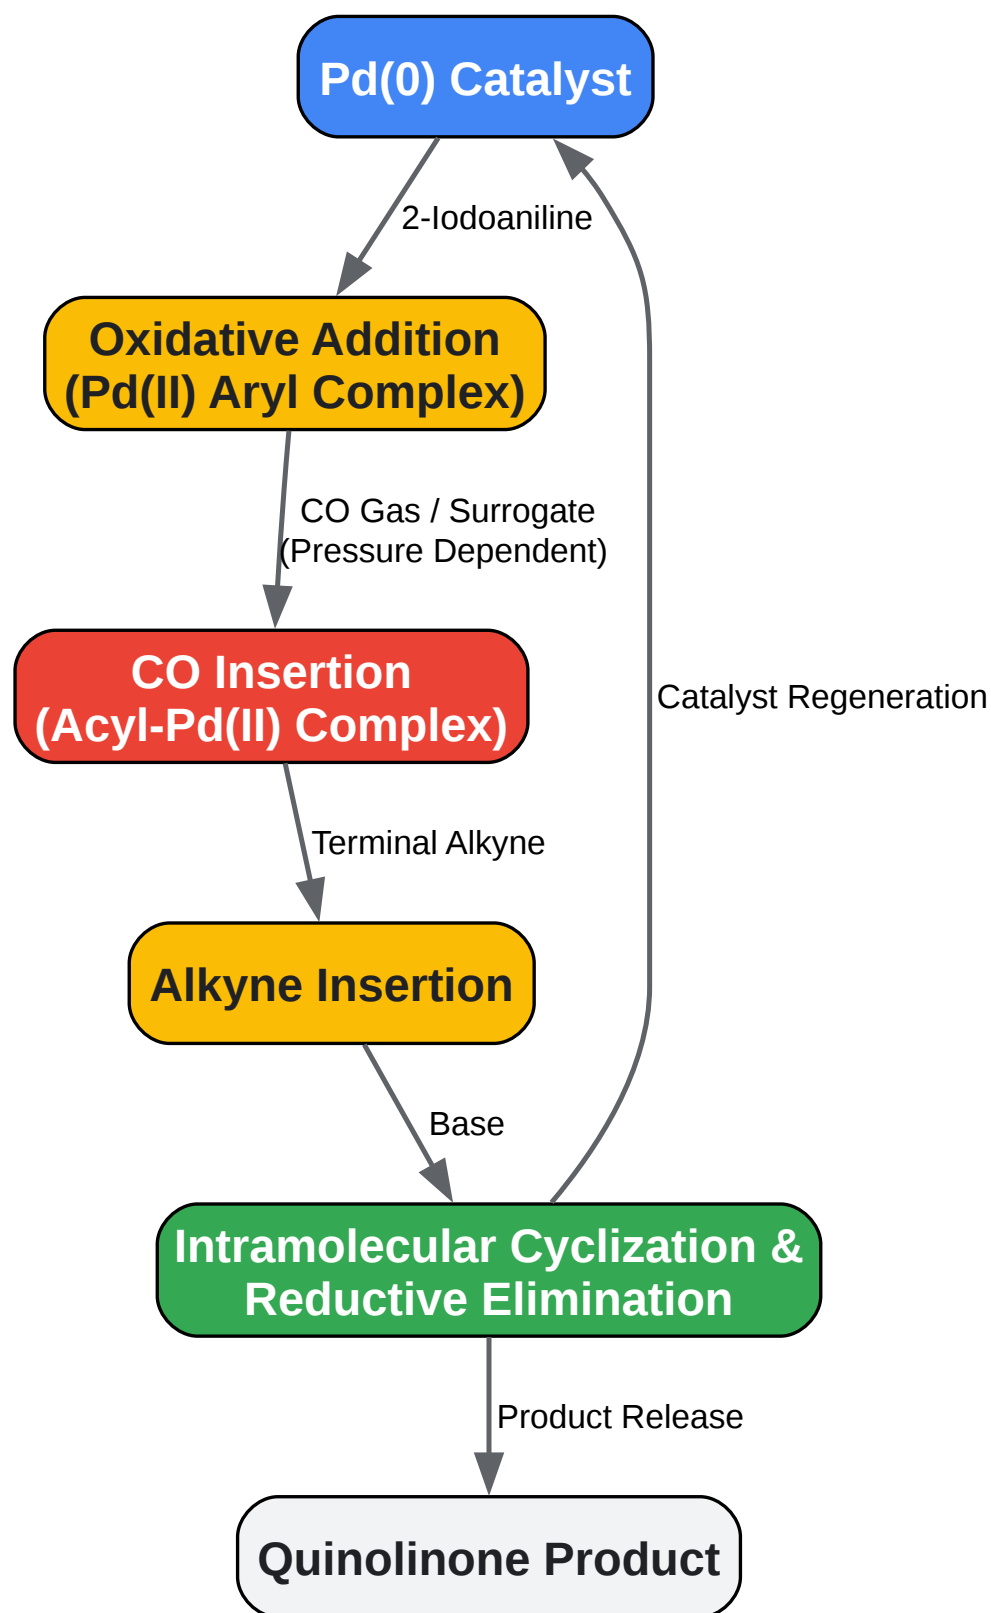 Pd(0) Catalyst
2-Iodoaniline
Oxidative Addition
(Pd(II) Aryl Complex)
CO Gas / Surrogate
(Pressure Dependent)
CO Insertion
(Acyl-Pd(II) Complex)
Catalyst Regeneration
Terminal Alkyne
Alkyne Insertion
Base
Intramolecular Cyclization &
Reductive Elimination
Product Release
Quinolinone Product